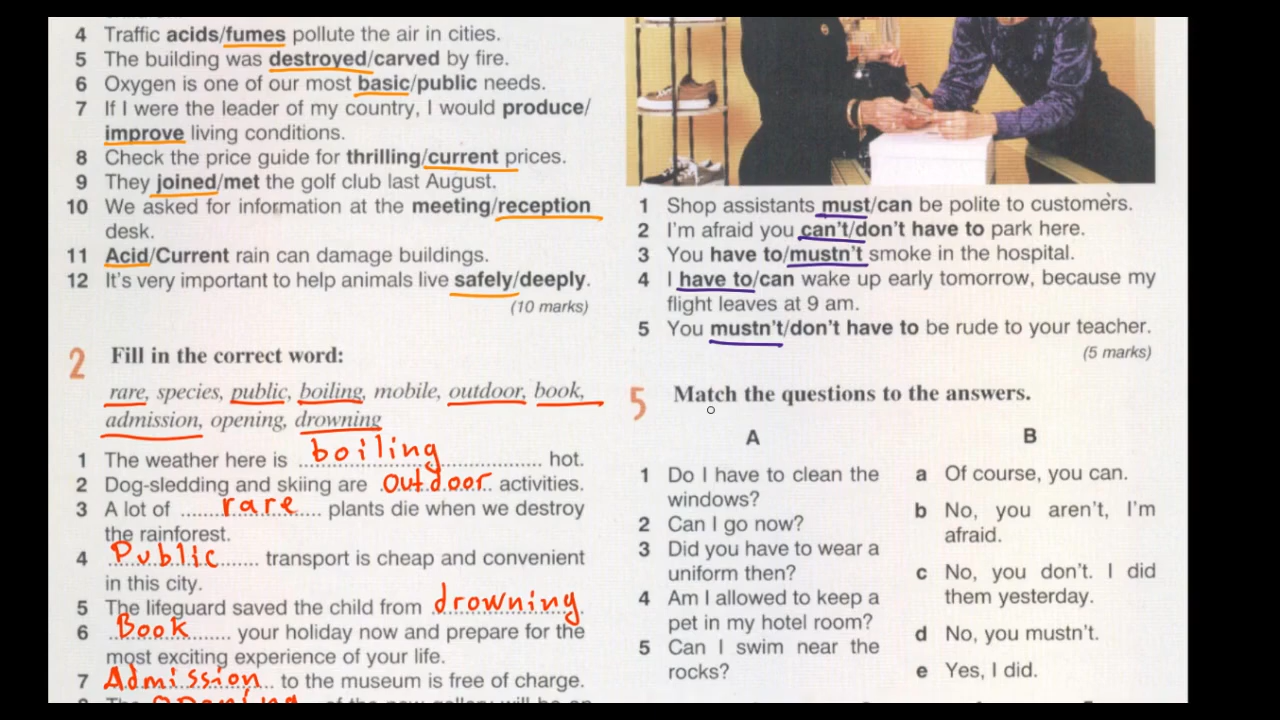 4 Traffic acids/fumes pollute the air in cities.
5 The building was destroyed/carved by fire.
6 Oxygen is one of our most basic/public needs.
7 If I were the leader of my country, I would produce/
improve living conditions.
8 Check the price guide for thrilling/current prices.
9 They joined/met the golf club last August.
10 We asked for information at the meeting/reception
desk.
11 Acid/Current rain can damage buildings.
12 It's very important to help animals live safely/deeply.
(10 marks)
2 Fill in the correct word:
rare, species, public, boiling, mobile, outdoor, book,
admission, opening, drowning
1 The weather here is boiling hot.
2 Dog-sledding and skiing are outdoor activities.
3 A lot of rare plants die when we destroy
the rainforest.
4 Public transport is cheap and convenient
in this city.
5 The lifeguard saved the child from drowning.
6 Book your holiday now and prepare for the
most exciting experience of your life.
7 Admission to the museum is free of charge.
1 Shop assistants must/can be polite to customers.
2 I'm afraid you can't/don't have to park here.
3 You have to/mustn't smoke in the hospital.
4 I have to/can wake up early tomorrow, because my
flight leaves at 9 am.
5 You mustn't/don't have to be rude to your teacher.
(5 marks)
5 Match the questions to the answers.
A
1 Do I have to clean the
windows?
2 Can I go now?
3 Did you have to wear a
uniform then?
4 Am I allowed to keep a
pet in my hotel room?
5 Can I swim near the
rocks?
B
a Of course, you can.
b No, you aren't, I'm
afraid.
c No, you don't. I did
them yesterday.
d No, you mustn't.
e Yes, I did.